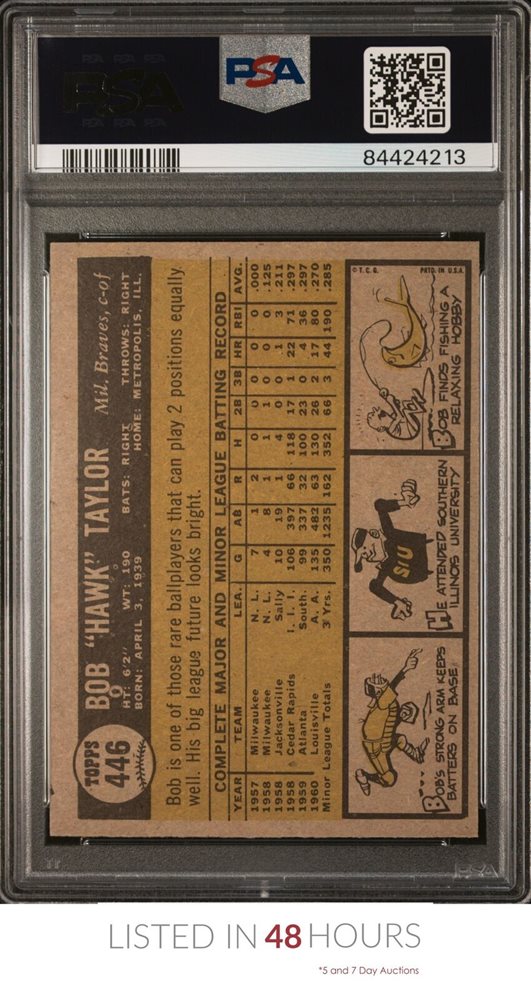 PSA
PSA
84424213
TOPPS
446
BOB "HAWK" TAYLOR Mil. Braves, c-of
HT: 6'2" WT: 190 BATS: RIGHT THROWS: RIGHT
BORN: APRIL 3, 1939 HOME: METROPOLIS, ILL.
Bob is one of those rare ballplayers that can play 2 positions equally
well. His big league future looks bright.
COMPLETE MAJOR AND MINOR LEAGUE BATTING RECORD
YEAR TEAM LEA. G AB R H 2B 3B HR RBI AVG.
1957 Milwaukee N. L. 7 1 2 0 0 0 0 0 .000
1958 Milwaukee N. L. 4 8 1 1 1 0 0 0 .125
1958 Jacksonville Sally 10 19 1 4 0 0 1 3 .211
1958 Cedar Rapids I. I. I. 106 397 66 118 17 1 22 71 .297
1959 Atlanta South. 99 337 32 100 23 0 4 36 .297
1960 Louisville A. A. 135 482 63 130 26 2 17 80 .270
Minor League Totals 3 Yrs. 350 1235 162 352 66 3 44 190 .285
BOB'S STRONG ARM KEEPS
BATTERS ON BASE.
SIU
HE ATTENDED SOUTHERN
ILLINOIS UNIVERSITY
© T. C. G. PRTD. IN U.S.A.
BOB FINDS FISHING A
RELAXING HOBBY
PSA
LISTED IN 48 HOURS
*5 and 7 Day Auctions